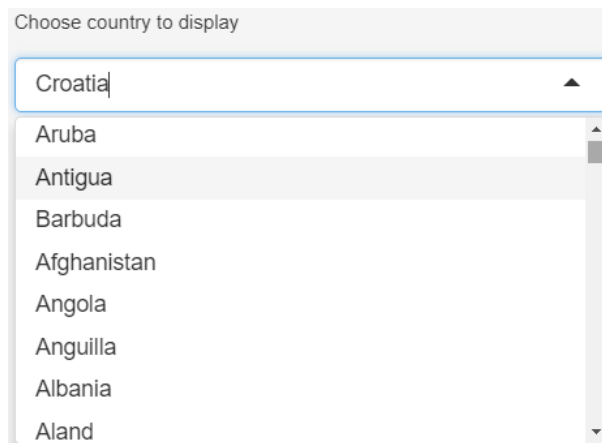 Choose country to display
Croatia
Aruba
Antigua
Barbuda
Afghanistan
Angola
Anguilla
Albania
Aland